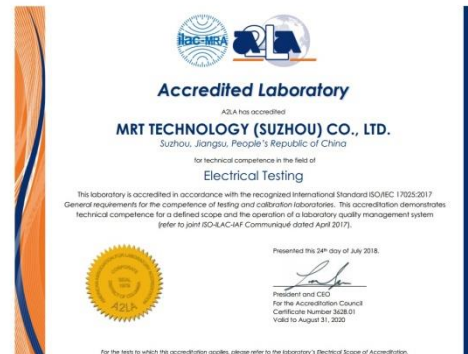 ilac-MRA
A2LA
Accredited Laboratory
A2LA has accredited
MRT TECHNOLOGY (SUZHOU) CO., LTD.
Suzhou, Jiangsu, People's Republic of China
for technical competence in the field of
Electrical Testing
This laboratory is accredited in accordance with the recognized International Standard ISO/IEC 17025:2017
General requirements for the competence of testing and calibration laboratories. This accreditation demonstrates
technical competence for a defined scope and the operation of a laboratory quality management system
(refer to joint ISO-ILAC-IAF Communiqué dated April 2017).
Presented this 24th day of July 2018.
President and CEO
For the Accreditation Council
Certificate Number 3628.01
Valid to August 31, 2020
SEAL
1978
A2LA
For the tests to which this accreditation applies, please refer to the laboratory's Electrical Scope of Accreditation.